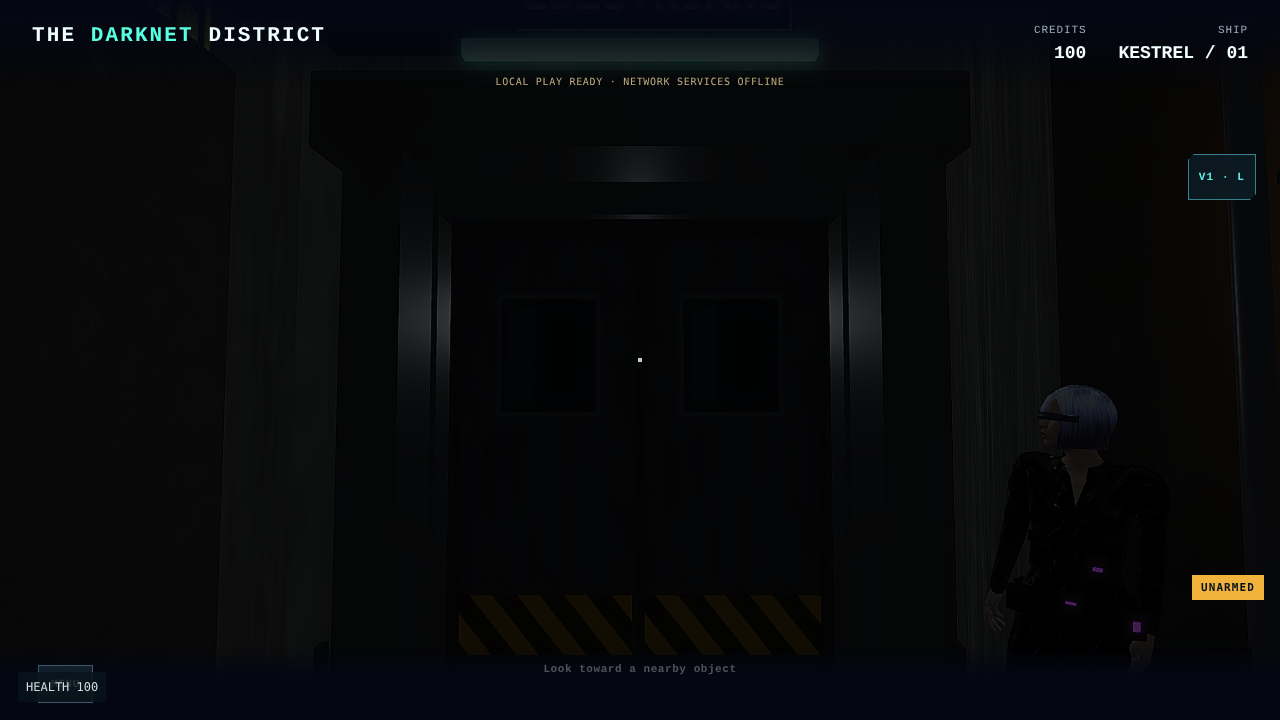 THE DARKNET DISTRICT
CREDITS
100
SHIP
KESTREL / 01
LOCAL PLAY READY · NETWORK SERVICES OFFLINE
V1 · L
UNARMED
Look toward a nearby object
HEALTH 100